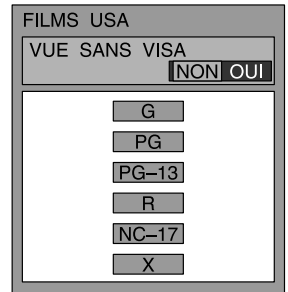 FILMS USA
VUE SANS VISA
NON OUI
G
PG
PG–13
R
NC–17
X